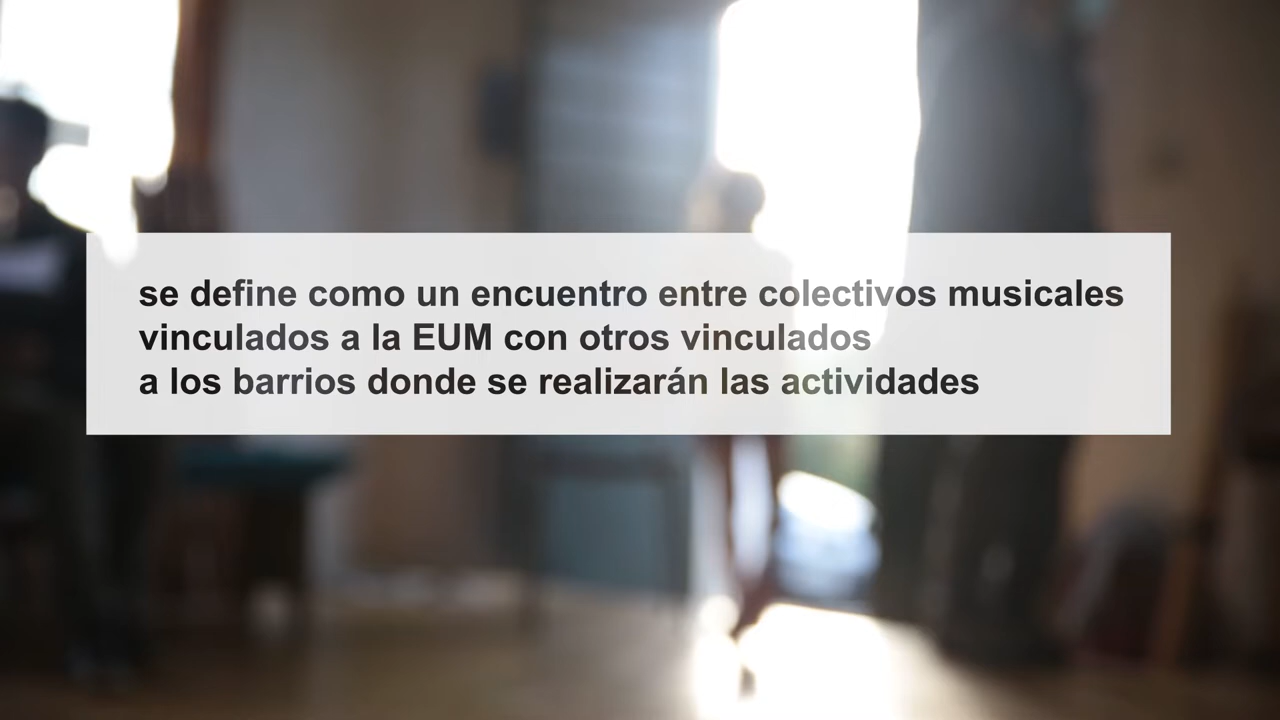 se define como un encuentro entre colectivos musicales
vinculados a la EUM con otros vinculados
a los barrios donde se realizarán las actividades